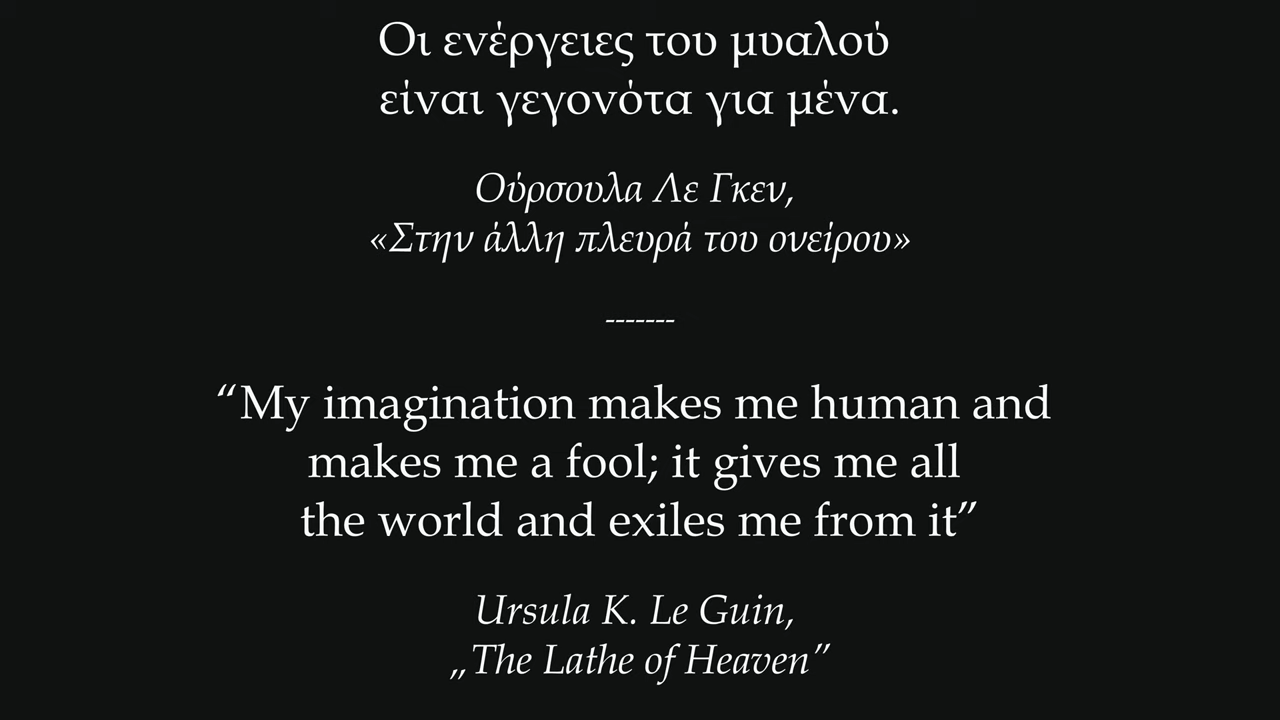 Οι ενέργειες του μυαλού
είναι γεγονότα για μένα.
Ούρσουλα Λε Γκεν,
«Στην άλλη πλευρά του ονείρου»
-------
“My imagination makes me human and
makes me a fool; it gives me all
the world and exiles me from it”
Ursula K. Le Guin,
„The Lathe of Heaven”